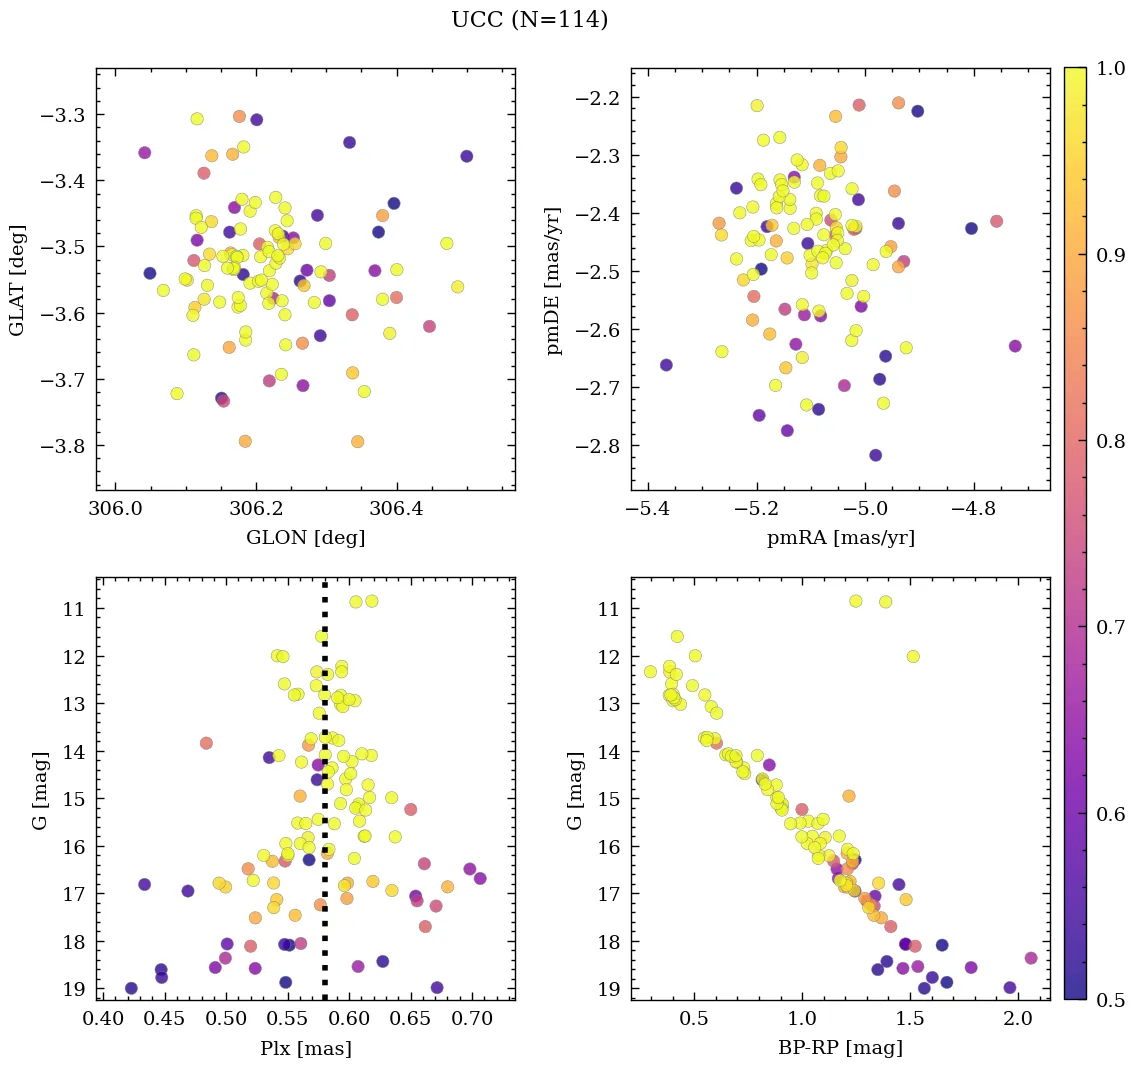 UCC (N=114)
−3.3
−3.4
−3.5
−3.6
−3.7
−3.8
GLAT [deg]
306.0 306.2 306.4
GLON [deg]
−2.2
−2.3
−2.4
−2.5
−2.6
−2.7
−2.8
pmDE [mas/yr]
−5.4 −5.2 −5.0 −4.8
pmRA [mas/yr]
11
12
13
14
15
16
17
18
19
G [mag]
0.40 0.45 0.50 0.55 0.60 0.65 0.70
Plx [mas]
11
12
13
14
15
16
17
18
19
G [mag]
0.5 1.0 1.5 2.0
BP-RP [mag]
1.0
0.9
0.8
0.7
0.6
0.5